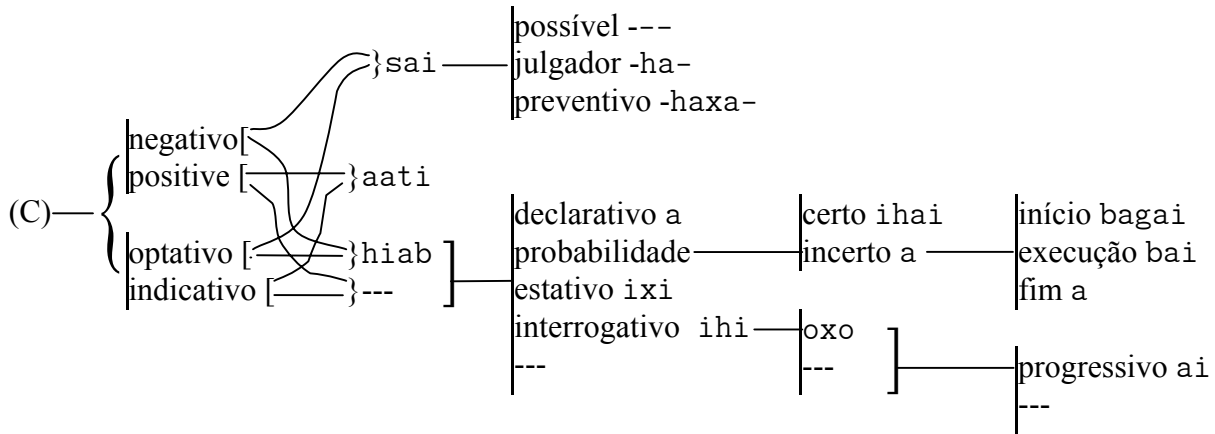 possível ---
}sai julgador -ha-
preventivo -haxa-
negativo[
positive [ }aati
(C) { declarativo a certo ihai início bagai
optativo [ }hiab ] probabilidade incerto a execução bai
indicativo [ }--- estativo ixi fim a
interrogativo ihi oxo ]
--- --- progressivo ai
---